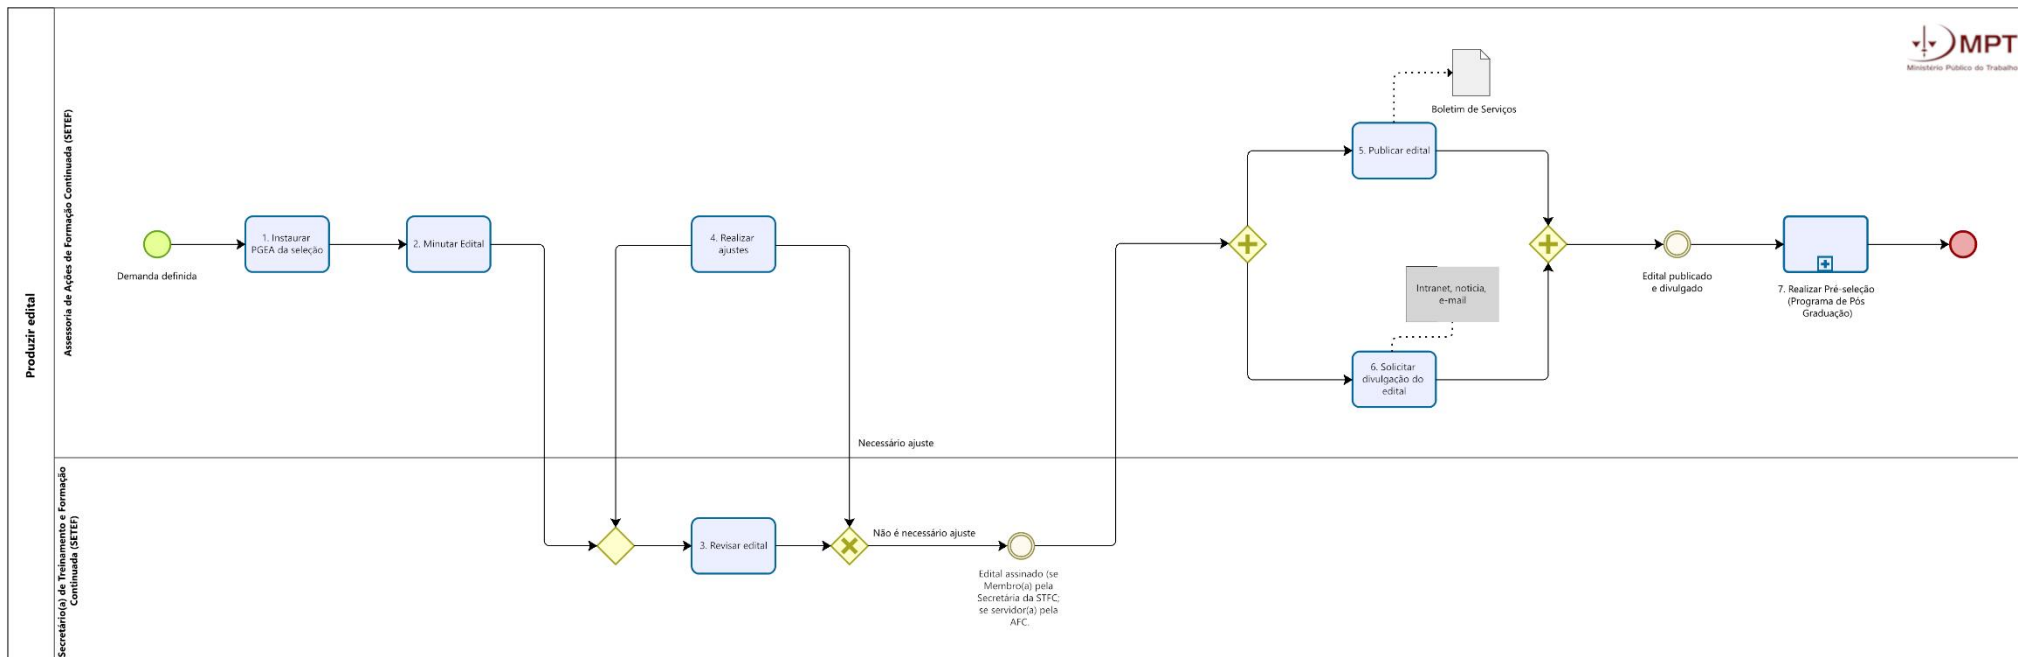 Produzir edital
Assessoria de Ações de Formação Continuada (SETEF)
MPT
Ministério Público do Trabalho
Demanda definida
1. Instaurar
PGEA da seleção
2. Minutar Edital
4. Realizar
ajustes
Necessário ajuste
Boletim de Serviços
5. Publicar edital
Intranet, noticia,
e-mail
6. Solicitar
divulgação do
edital
Edital publicado
e divulgado
7. Realizar Pré-seleção
(Programa de Pós
Graduação)
Secretário(a) de Treinamento e Formação
Continuada (SETEF)
3. Revisar edital
Não é necessário ajuste
Edital assinado (se
Membro(a) pela
Secretária da STFC;
se servidor(a) pela
AFC.